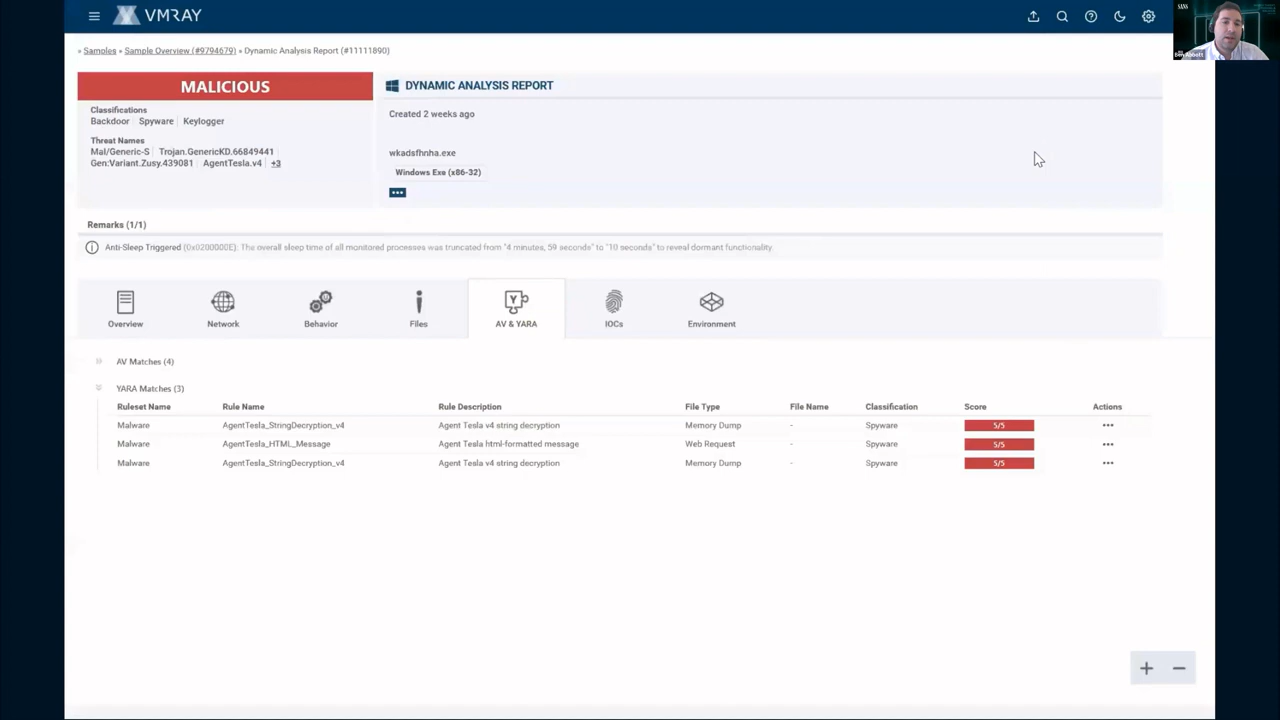 VMRAY
SANS
Ben Abbott
» Samples » Sample Overview (#9794679) » Dynamic Analysis Report (#11111890)
MALICIOUS
Classifications
Backdoor | Spyware | Keylogger
Threat Names
Mal/Generic-S | Trojan.GenericKD.66849441 |
Gen:Variant.Zusy.439081 | AgentTesla.v4 | +3
DYNAMIC ANALYSIS REPORT
Created 2 weeks ago
wkadsfhnha.exe
Windows Exe (x86-32)
Remarks (1/1)
Anti-Sleep Triggered (0x0200000E): The overall sleep time of all monitored processes was truncated from "4 minutes, 59 seconds" to "10 seconds" to reveal dormant functionality.
Overview Network Behavior Files AV & YARA IOCs Environment
AV Matches (4)
YARA Matches (3)
Ruleset Name Rule Name Rule Description File Type File Name Classification Score Actions
Malware AgentTesla_StringDecryption_v4 Agent Tesla v4 string decryption Memory Dump - Spyware 5/5 •••
Malware AgentTesla_HTML_Message Agent Tesla html-formatted message Web Request - Spyware 5/5 •••
Malware AgentTesla_StringDecryption_v4 Agent Tesla v4 string decryption Memory Dump - Spyware 5/5 •••